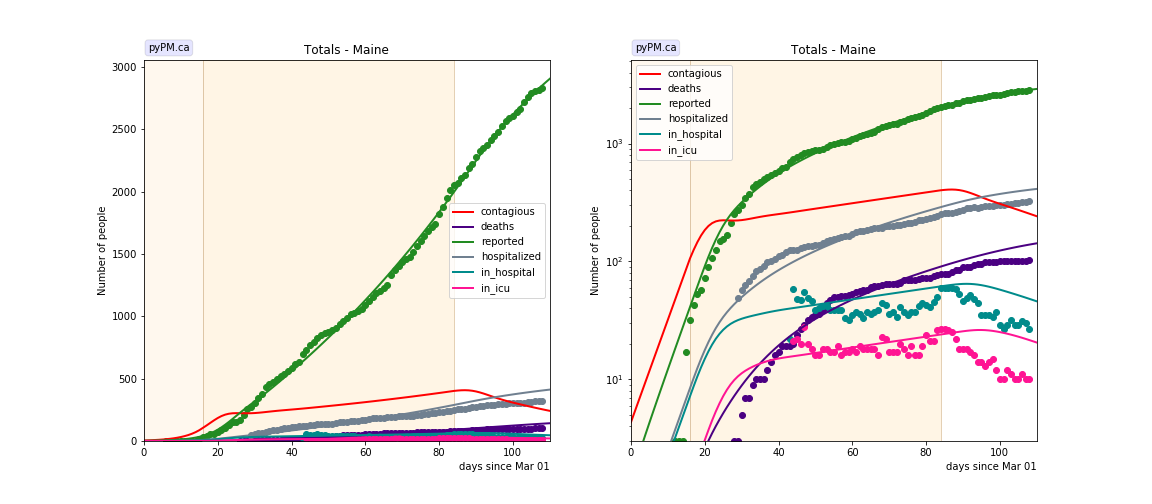 pyPM.ca
Totals - Maine
Number of people
3000
2500
2000
1500
1000
500
0
0 20 40 60 80 100
days since Mar 01
contagious
deaths
reported
hospitalized
in_hospital
in_icu
pyPM.ca
Totals - Maine
Number of people
10³
10²
10¹
0 20 40 60 80 100
days since Mar 01
contagious
deaths
reported
hospitalized
in_hospital
in_icu